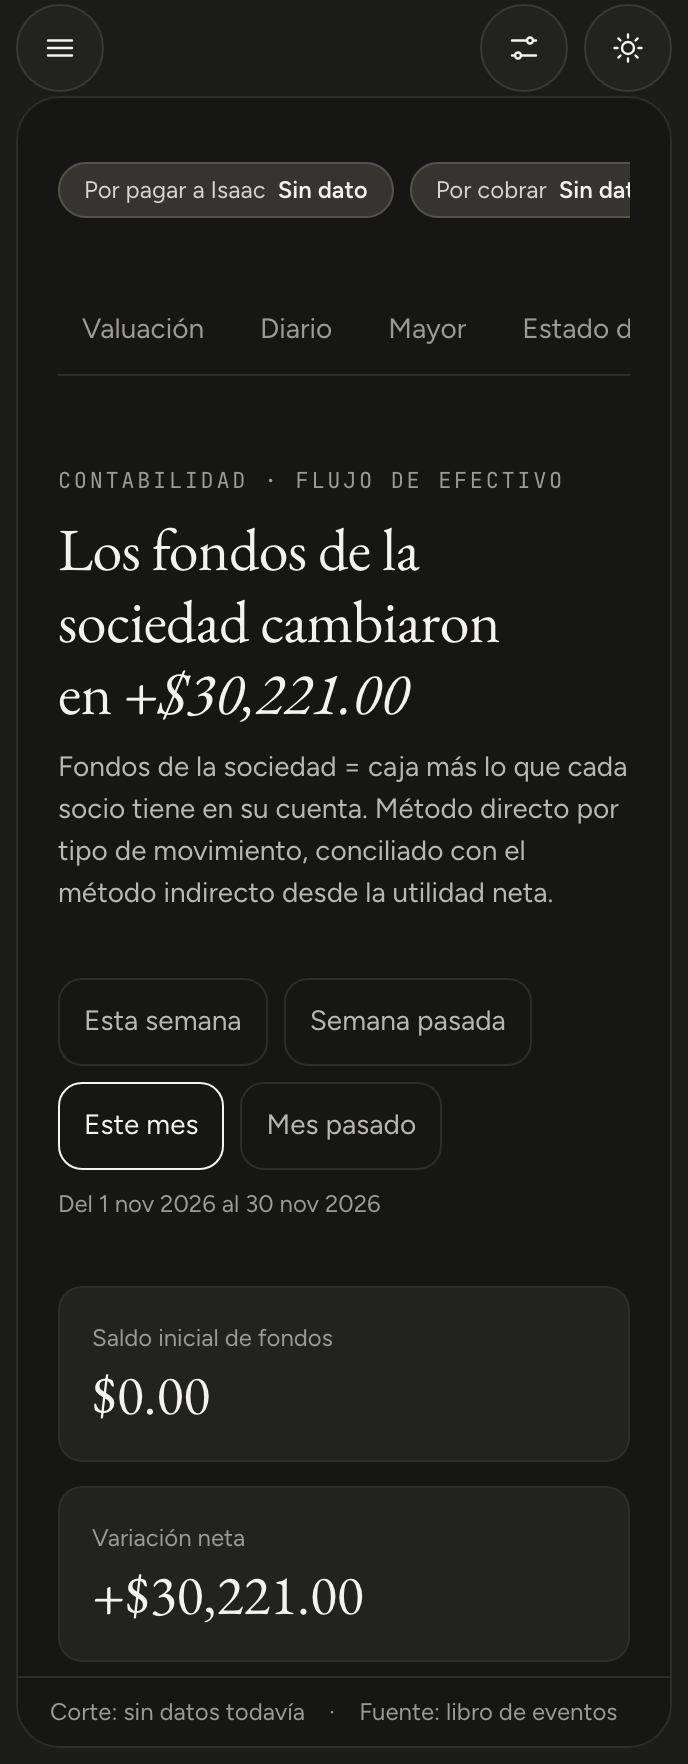 Por pagar a Isaac Sin dato Por cobrar Sin dat
Valuación Diario Mayor Estado d
CONTABILIDAD · FLUJO DE EFECTIVO
Los fondos de la
sociedad cambiaron
en +$30,221.00
Fondos de la sociedad = caja más lo que cada
socio tiene en su cuenta. Método directo por
tipo de movimiento, conciliado con el
método indirecto desde la utilidad neta.
Esta semana Semana pasada
Este mes Mes pasado
Del 1 nov 2026 al 30 nov 2026
Saldo inicial de fondos
$0.00
Variación neta
+$30,221.00
Corte: sin datos todavía · Fuente: libro de eventos